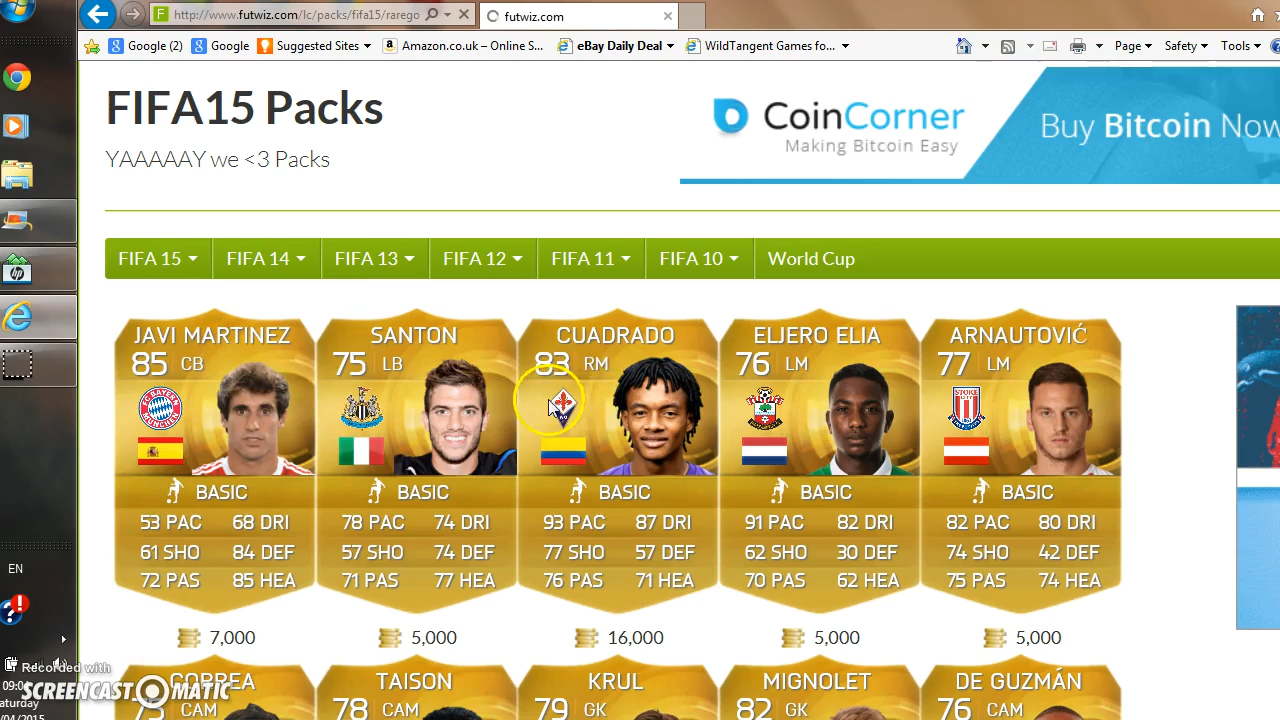 http://www.futwiz.com/lc/packs/fifa15/rarego
futwiz.com
Google (2) Google Suggested Sites Amazon.co.uk – Online S... eBay Daily Deal WildTangent Games fo... Page Safety Tools
FIFA15 Packs
YAAAAAY we <3 Packs
CoinCorner
Making Bitcoin Easy
Buy Bitcoin Now
FIFA 15 FIFA 14 FIFA 13 FIFA 12 FIFA 11 FIFA 10 World Cup
JAVI MARTINEZ SANTON CUADRADO ELJERO ELIA ARNAUTOVIĆ
85 CB 75 LB 83 RM 76 LM 77 LM
BASIC BASIC BASIC BASIC BASIC
53 PAC 68 DRI 78 PAC 74 DRI 93 PAC 87 DRI 91 PAC 82 DRI 82 PAC 80 DRI
61 SHO 84 DEF 57 SHO 74 DEF 77 SHO 57 DEF 62 SHO 30 DEF 74 SHO 42 DEF
72 PAS 85 HEA 71 PAS 77 HEA 76 PAS 71 HEA 70 PAS 62 HEA 75 PAS 74 HEA
7,000 5,000 16,000 5,000 5,000
CORREA TAISON KRUL MIGNOLET DE GUZMÁN
CAM 78 CAM 79 GK 82 GK 76 CAM
EN
Recorded with
SCREENCAST-O-MATIC